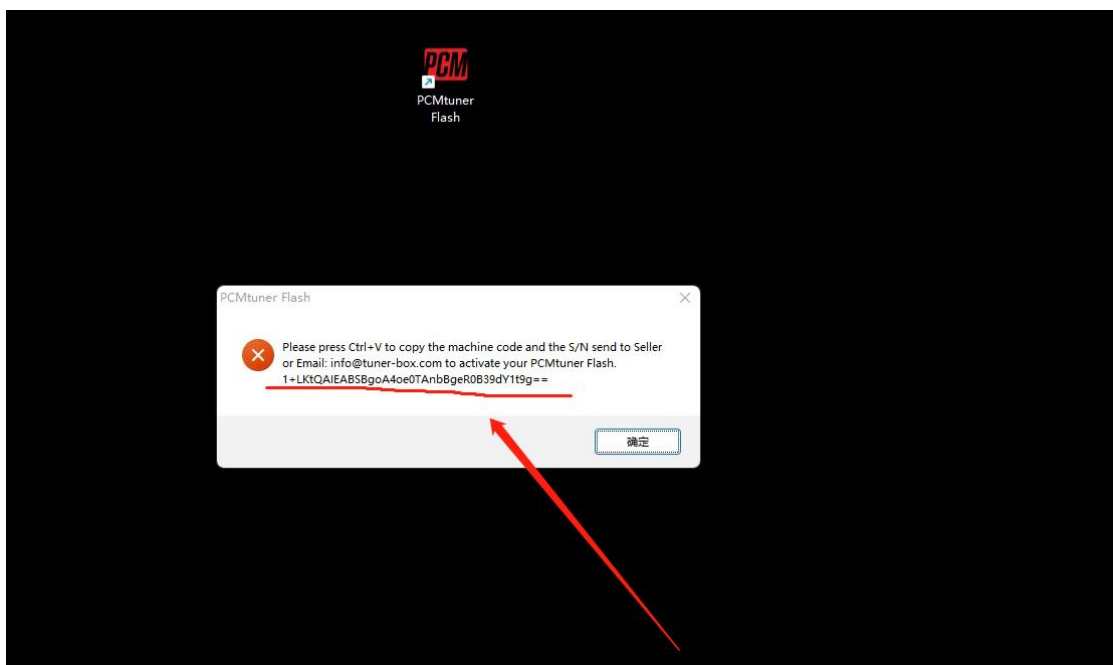 PCM
PCMtuner
Flash
PCMtuner Flash
Please press Ctrl+V to copy the machine code and the S/N send to Seller
or Email: info@tuner-box.com to activate your PCMtuner Flash.
1+LKtQAIEABSBgoA4oe0TAnbBgeR0B39dY1t9g==
确定